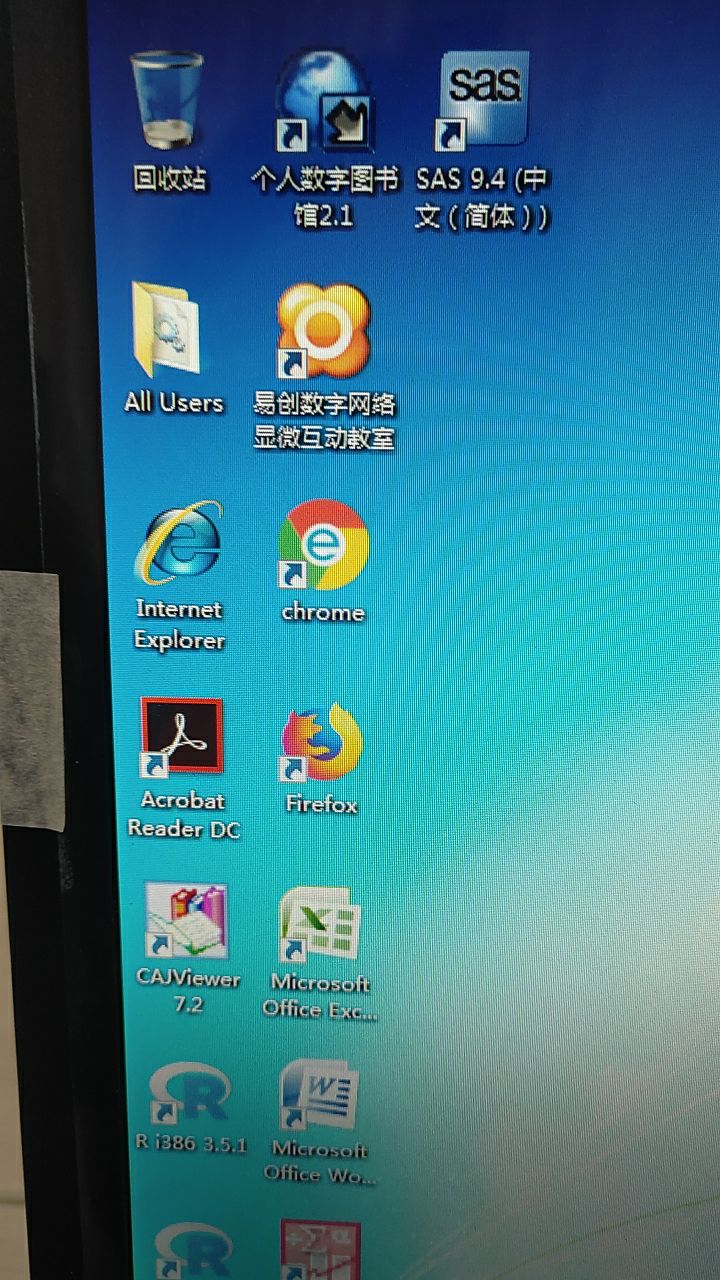 回收站
个人数字图书
馆2.1
sas
SAS 9.4 (中
文（简体）)
All Users
易创数字网络
显微互动教室
Internet
Explorer
chrome
Acrobat
Reader DC
Firefox
CAJViewer
7.2
Microsoft
Office Exc...
R i386 3.5.1
Microsoft
Office Wo...